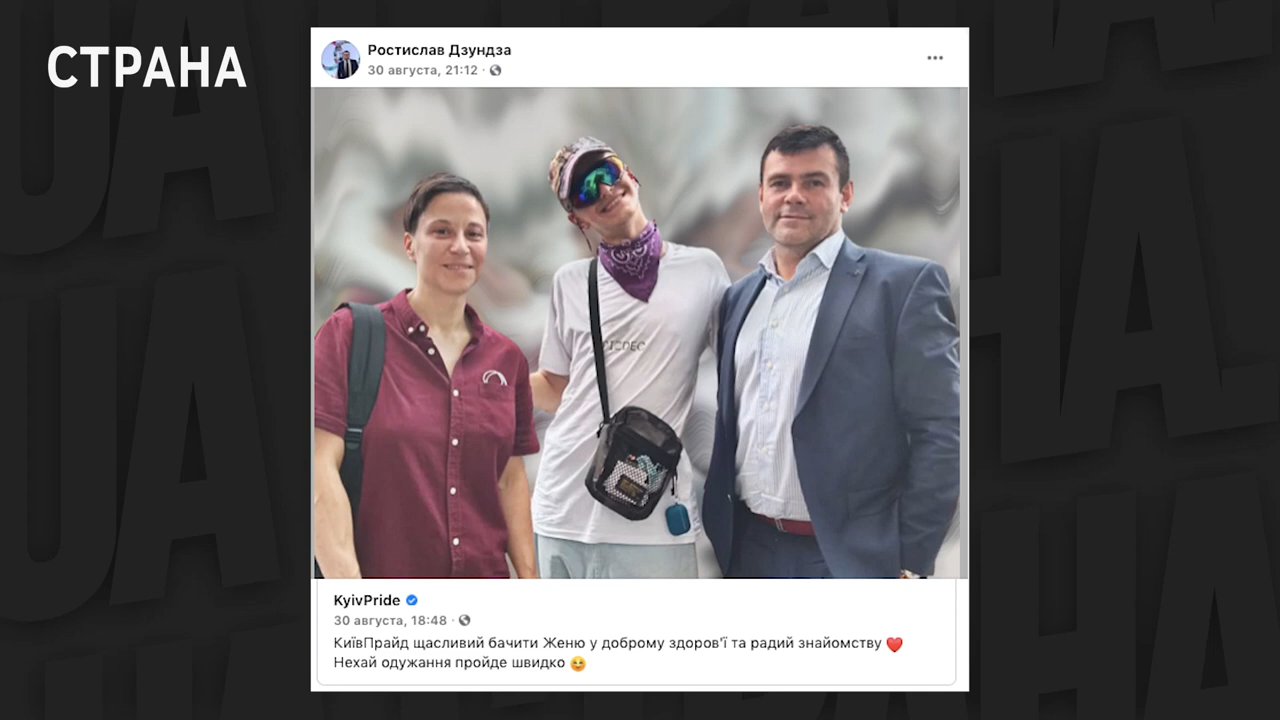 СТРАНА
Ростислав Дзундза
30 августа, 21:12 ·
KyivPride
30 августа, 18:48 ·
КиївПрайд щасливий бачити Женю у доброму здоров'ї та радий знайомству ❤️
Нехай одужання пройде швидко 😊